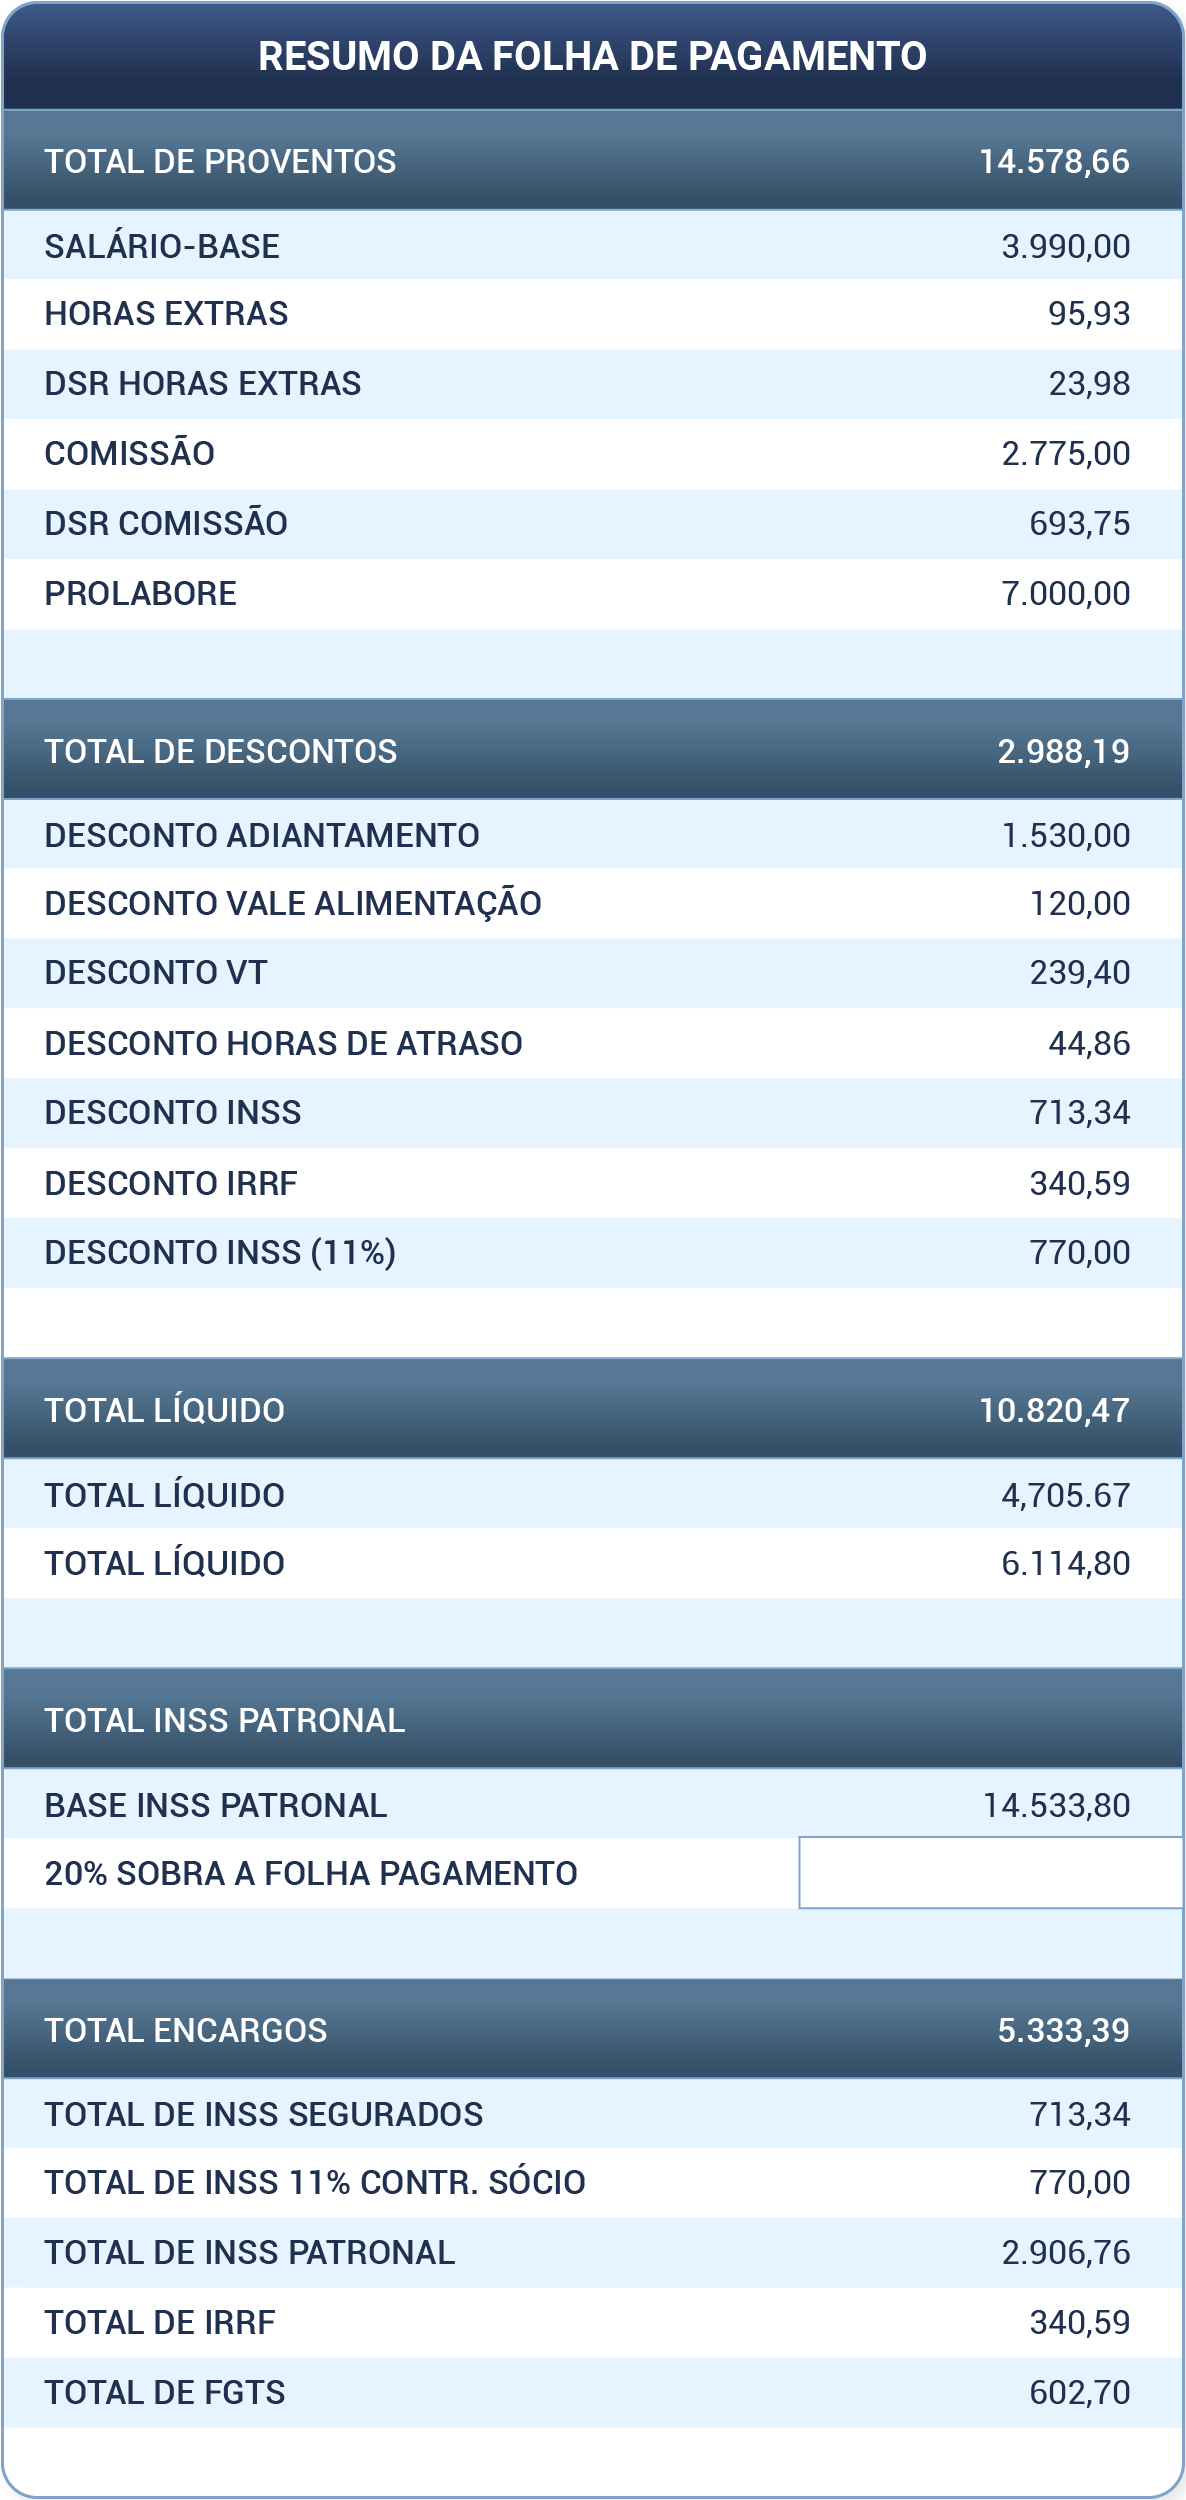 RESUMO DA FOLHA DE PAGAMENTO
TOTAL DE PROVENTOS 14.578,66
SALÁRIO-BASE 3.990,00
HORAS EXTRAS 95,93
DSR HORAS EXTRAS 23,98
COMISSÃO 2.775,00
DSR COMISSÃO 693,75
PROLABORE 7.000,00
TOTAL DE DESCONTOS 2.988,19
DESCONTO ADIANTAMENTO 1.530,00
DESCONTO VALE ALIMENTAÇÃO 120,00
DESCONTO VT 239,40
DESCONTO HORAS DE ATRASO 44,86
DESCONTO INSS 713,34
DESCONTO IRRF 340,59
DESCONTO INSS (11%) 770,00
TOTAL LÍQUIDO 10.820,47
TOTAL LÍQUIDO 4,705.67
TOTAL LÍQUIDO 6.114,80
TOTAL INSS PATRONAL
BASE INSS PATRONAL 14.533,80
20% SOBRA A FOLHA PAGAMENTO
TOTAL ENCARGOS 5.333,39
TOTAL DE INSS SEGURADOS 713,34
TOTAL DE INSS 11% CONTR. SÓCIO 770,00
TOTAL DE INSS PATRONAL 2.906,76
TOTAL DE IRRF 340,59
TOTAL DE FGTS 602,70